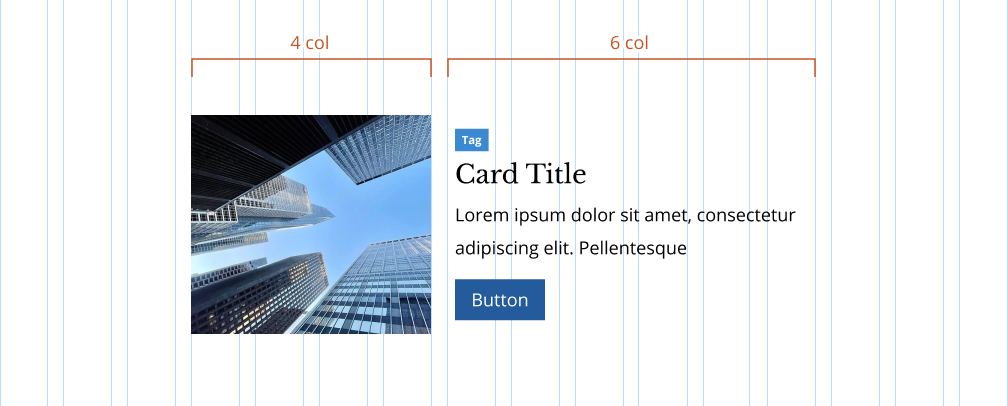 4 col
6 col
Tag
Card Title
Lorem ipsum dolor sit amet, consectetur
adipiscing elit. Pellentesque
Button